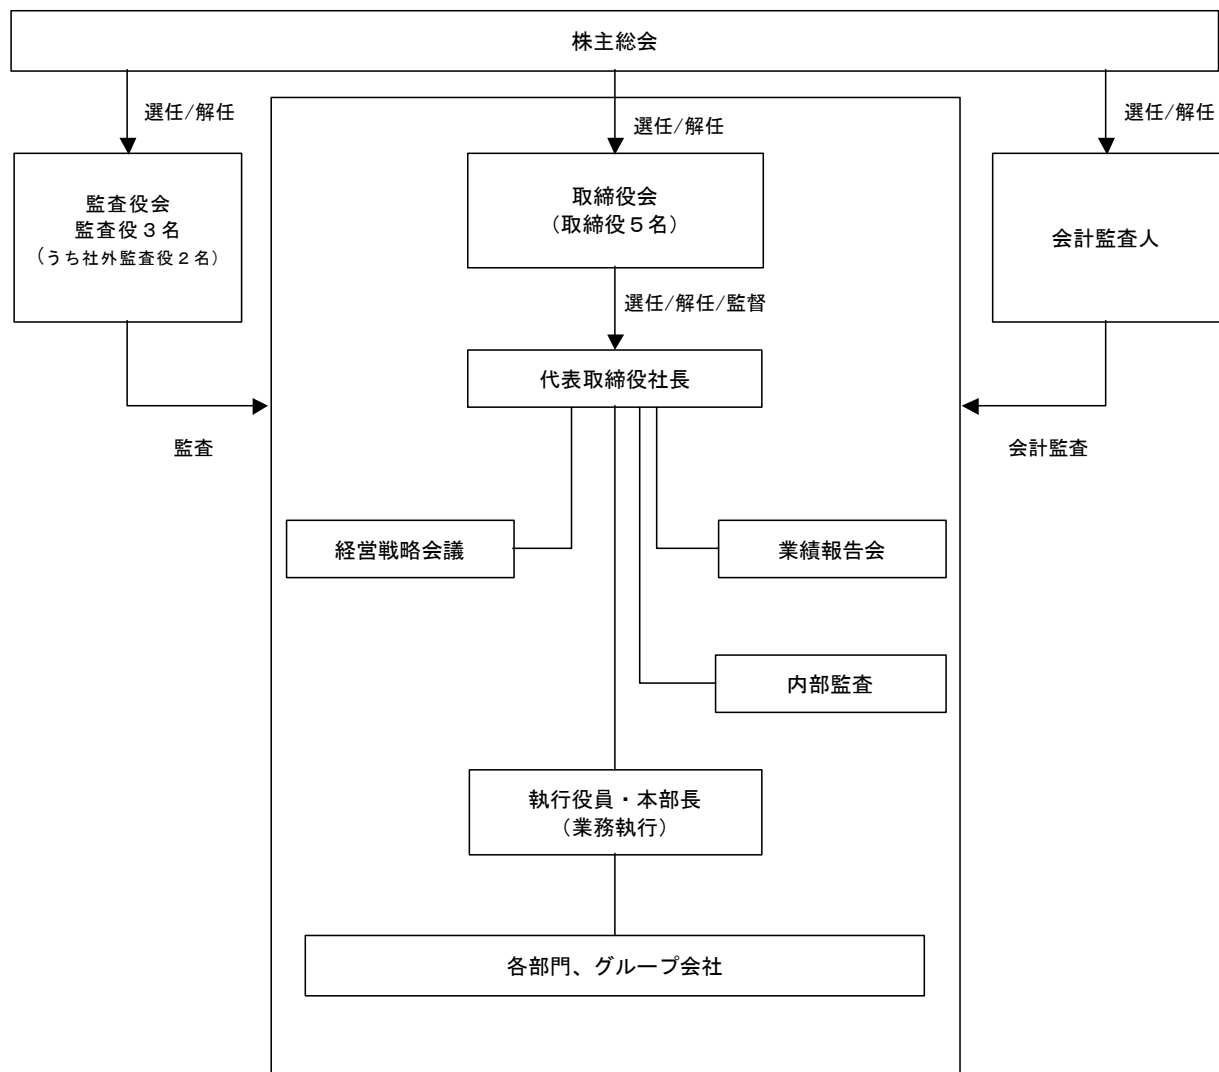 株主総会
選任/解任
選任/解任
選任/解任
監査役会
監査役３名
（うち社外監査役２名）
取締役会
（取締役５名）
会計監査人
選任/解任/監督
代表取締役社長
監査
会計監査
経営戦略会議
業績報告会
内部監査
執行役員・本部長
（業務執行）
各部門、グループ会社